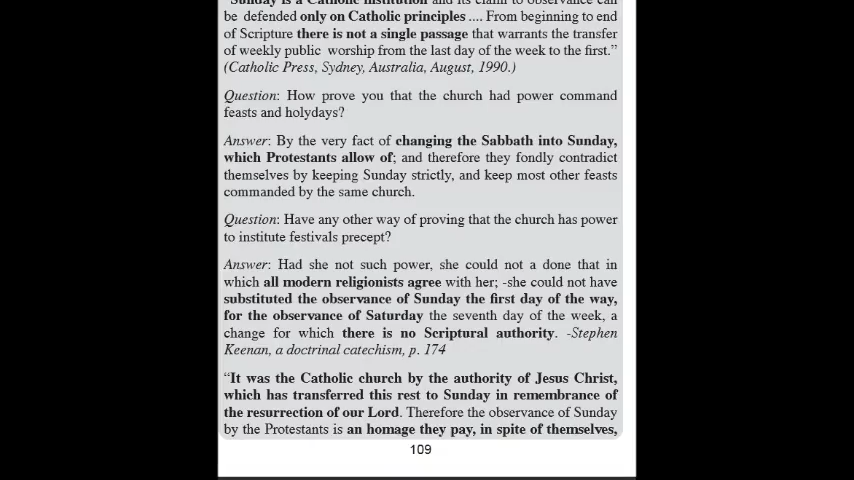 "Sunday is a Catholic institution and its claim to observance can
be defended only on Catholic principles .... From beginning to end
of Scripture there is not a single passage that warrants the transfer
of weekly public worship from the last day of the week to the first."
(Catholic Press, Sydney, Australia, August, 1990.)
Question: How prove you that the church had power command
feasts and holydays?
Answer: By the very fact of changing the Sabbath into Sunday,
which Protestants allow of; and therefore they fondly contradict
themselves by keeping Sunday strictly, and keep most other feasts
commanded by the same church.
Question: Have any other way of proving that the church has power
to institute festivals precept?
Answer: Had she not such power, she could not a done that in
which all modern religionists agree with her; -she could not have
substituted the observance of Sunday the first day of the way,
for the observance of Saturday the seventh day of the week, a
change for which there is no Scriptural authority. -Stephen
Keenan, a doctrinal catechism, p. 174
"It was the Catholic church by the authority of Jesus Christ,
which has transferred this rest to Sunday in remembrance of
the resurrection of our Lord. Therefore the observance of Sunday
by the Protestants is an homage they pay, in spite of themselves,
109